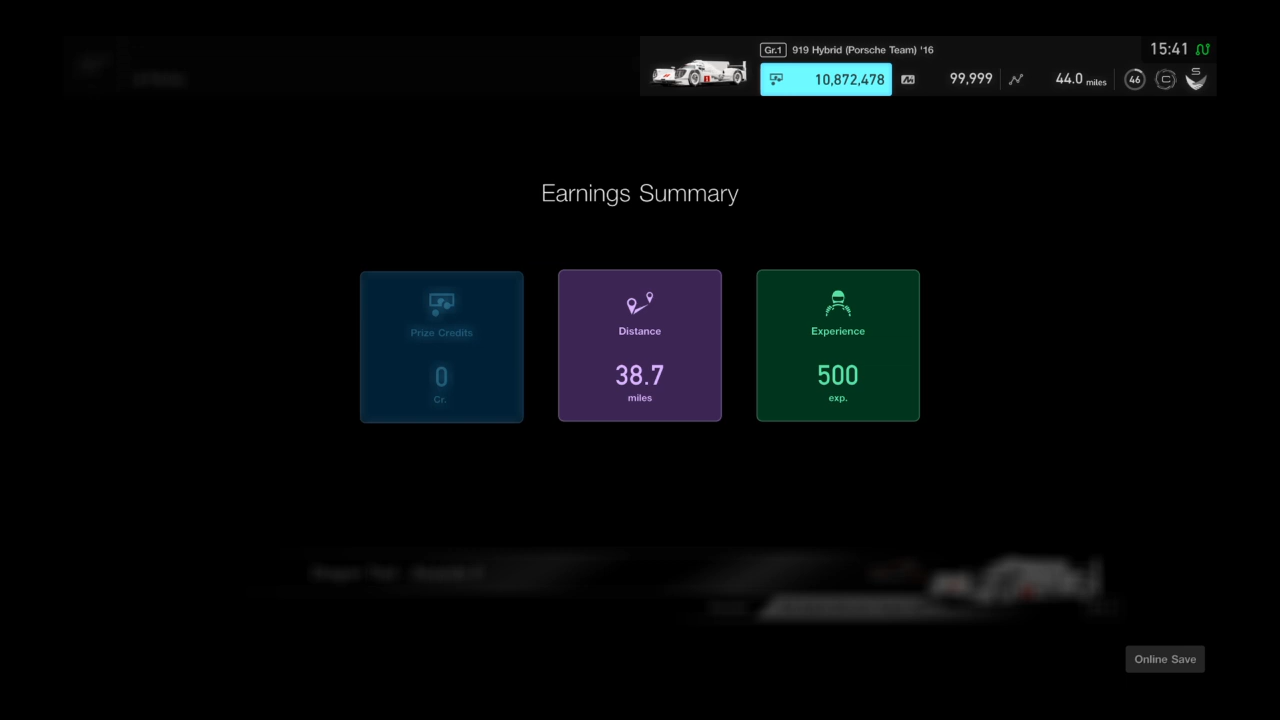 Gr.1 919 Hybrid (Porsche Team) '16
15:41
10,872,478
99,999
44.0 miles
46
C
S
Earnings Summary
Prize Credits
0
Cr.
Distance
38.7
miles
Experience
500
exp.
Online Save